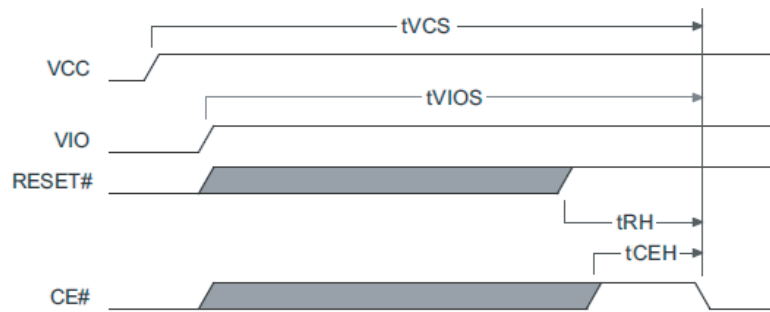 tVCS
VCC
tVIOS
VIO
RESET#
tRH
tCEH
CE#